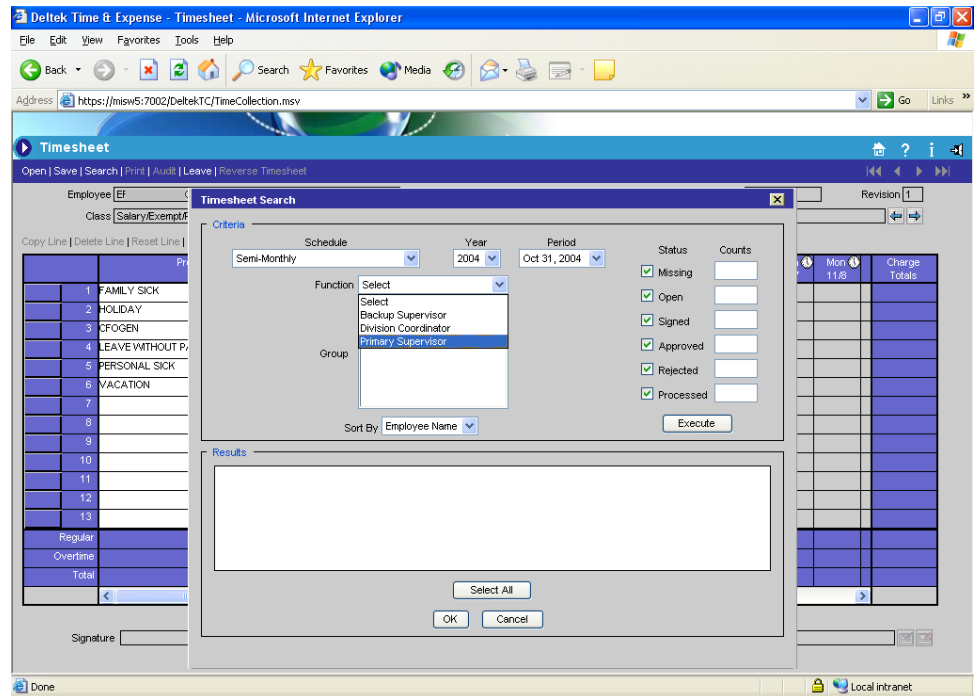 Deltek Time & Expense - Timesheet - Microsoft Internet Explorer
File Edit View Favorites Tools Help
Back Search Favorites Media
Address https://misw5:7002/DeltekTC/TimeCollection.msv Go Links »
Timesheet
Open | Save | Search | Print | Audit | Leave | Reverse Timesheet
Employee Revision 1
Class Salary/Exempt/
Copy Line | Delete Line | Reset Line |
Mon 11/8 Charge Totals
1 FAMILY SICK
2 HOLIDAY
3 CFOGEN
4 LEAVE WITHOUT
5 PERSONAL SICK
6 VACATION
7
8
9
10
11
12
13
Regular
Overtime
Total
Signature
Timesheet Search
Criteria
Schedule Year Period
Semi-Monthly 2004 Oct 31, 2004
Function Select
Select
Backup Supervisor
Division Coordinator
Primary Supervisor
Group
Sort By Employee Name
Status Counts
Missing
Open
Signed
Approved
Rejected
Processed
Execute
Results
Select All
OK Cancel
Done Local intranet